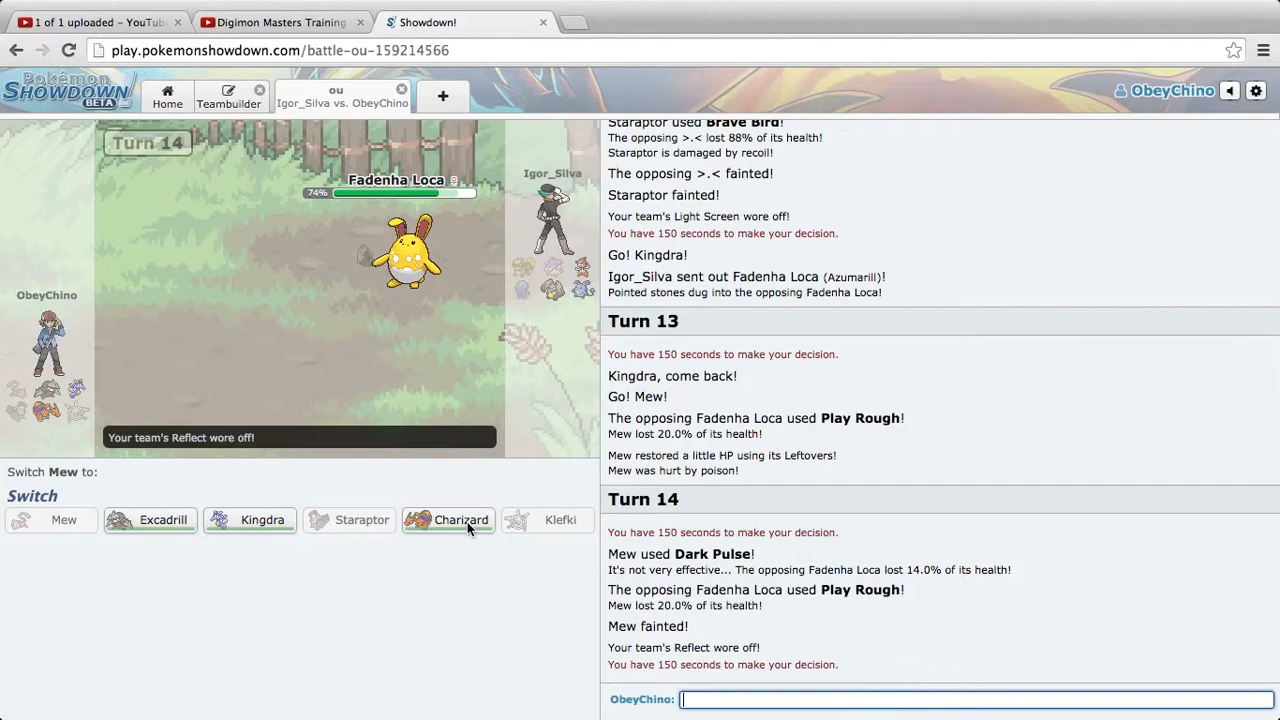 1 of 1 uploaded - YouTub
Digimon Masters Training
Showdown!
play.pokemonshowdown.com/battle-ou-159214566
Pokémon
SHOWDOWN
BETA
Home
Teambuilder
ou
Igor_Silva vs. ObeyChino
+
ObeyChino
Turn 14
Fadenha Loca
74%
Igor_Silva
ObeyChino
Your team's Reflect wore off!
Switch Mew to:
Switch
Mew
Excadrill
Kingdra
Staraptor
Charizard
Klefki
Staraptor used Brave Bird!
The opposing >.< lost 88% of its health!
Staraptor is damaged by recoil!
The opposing >.< fainted!
Staraptor fainted!
Your team's Light Screen wore off!
You have 150 seconds to make your decision.
Go! Kingdra!
Igor_Silva sent out Fadenha Loca (Azumarill)!
Pointed stones dug into the opposing Fadenha Loca!
Turn 13
You have 150 seconds to make your decision.
Kingdra, come back!
Go! Mew!
The opposing Fadenha Loca used Play Rough!
Mew lost 20.0% of its health!
Mew restored a little HP using its Leftovers!
Mew was hurt by poison!
Turn 14
You have 150 seconds to make your decision.
Mew used Dark Pulse!
It's not very effective... The opposing Fadenha Loca lost 14.0% of its health!
The opposing Fadenha Loca used Play Rough!
Mew lost 20.0% of its health!
Mew fainted!
Your team's Reflect wore off!
You have 150 seconds to make your decision.
ObeyChino: